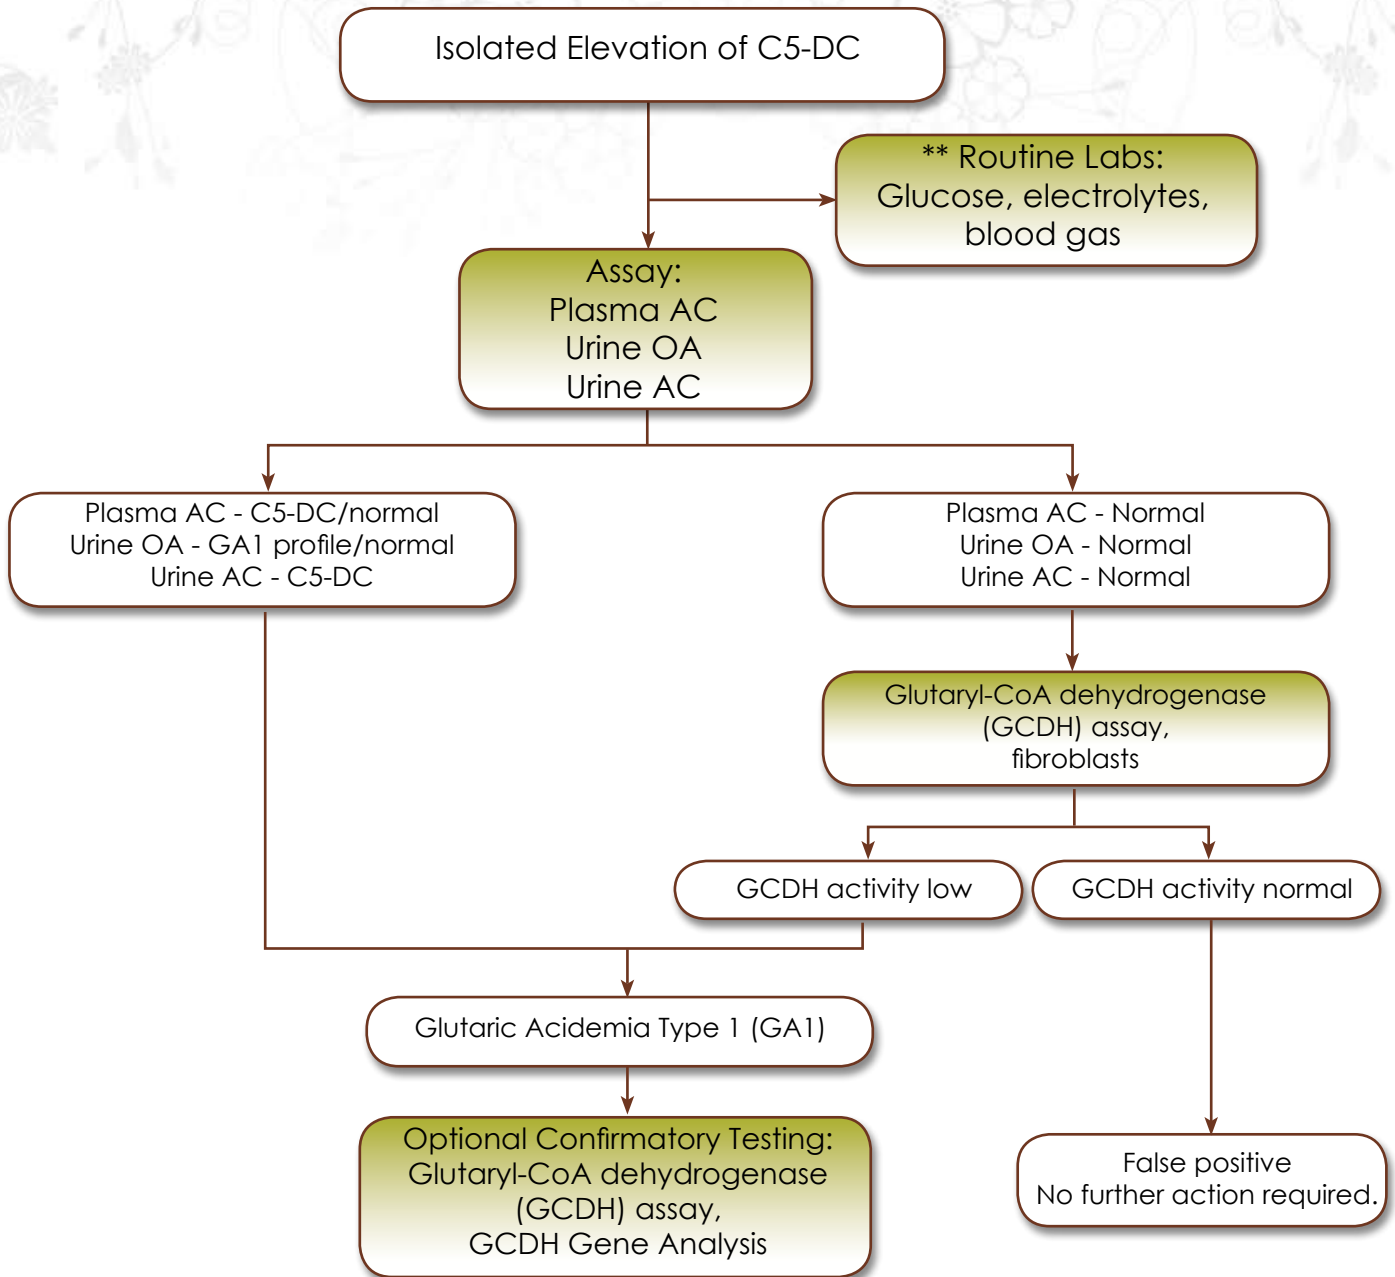 Isolated Elevation of C5-DC
** Routine Labs:
Glucose, electrolytes,
blood gas
Assay:
Plasma AC
Urine OA
Urine AC
Plasma AC - C5-DC/normal
Urine OA - GA1 profile/normal
Urine AC - C5-DC
Plasma AC - Normal
Urine OA - Normal
Urine AC - Normal
Glutaryl-CoA dehydrogenase
(GCDH) assay,
fibroblasts
GCDH activity low
GCDH activity normal
Glutaric Acidemia Type 1 (GA1)
Optional Confirmatory Testing:
Glutaryl-CoA dehydrogenase
(GCDH) assay,
GCDH Gene Analysis
False positive
No further action required.